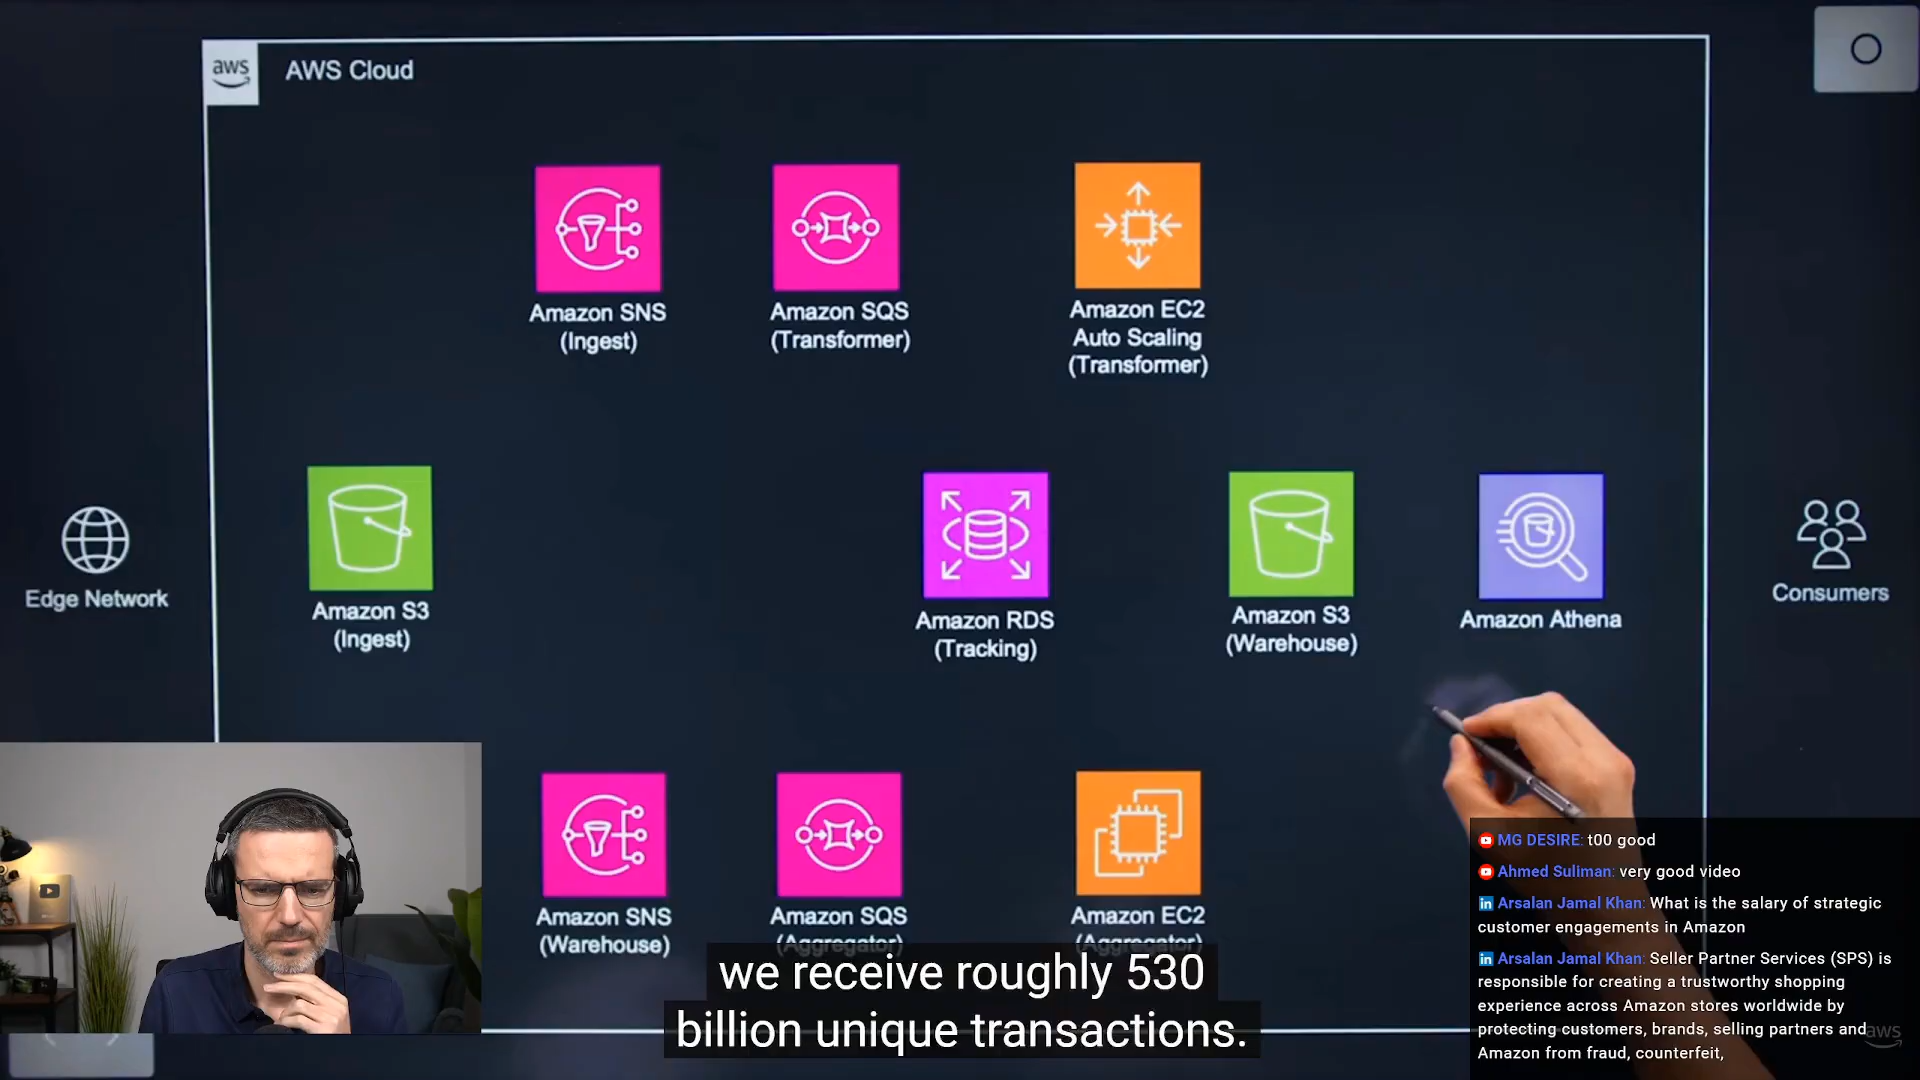 aws
AWS Cloud
Amazon SNS
(Ingest)
Amazon SQS
(Transformer)
Amazon EC2
Auto Scaling
(Transformer)
Edge Network
Amazon S3
(Ingest)
Amazon RDS
(Tracking)
Amazon S3
(Warehouse)
Amazon Athena
Consumers
Amazon SNS
(Warehouse)
Amazon SQS
(Aggregator)
Amazon EC2
(Aggregator)
we receive roughly 530
billion unique transactions.
MG DESIRE: t00 good
Ahmed Suliman: very good video
in Arsalan Jamal Khan: What is the salary of strategic
customer engagements in Amazon
in Arsalan Jamal Khan: Seller Partner Services (SPS) is
responsible for creating a trustworthy shopping
experience across Amazon stores worldwide by
protecting customers, brands, selling partners and
Amazon from fraud, counterfeit,
aws